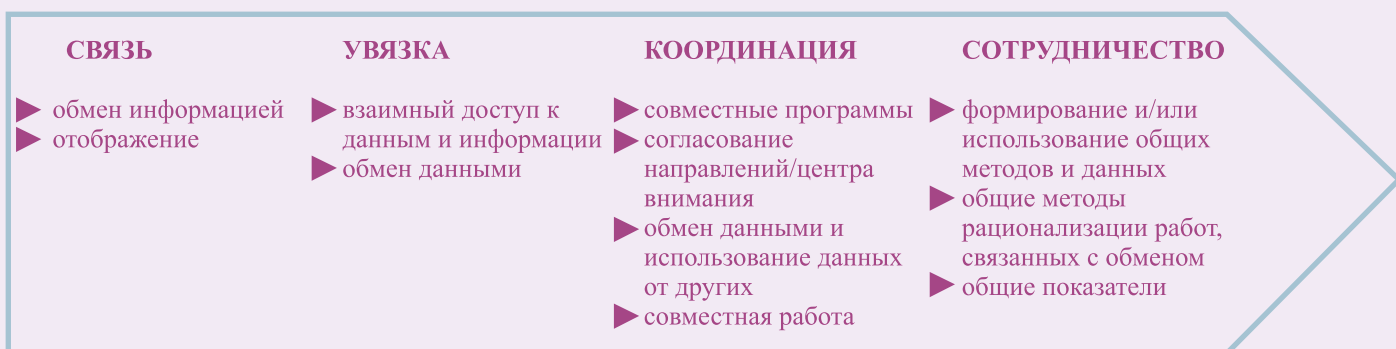 СВЯЗЬ
► обмен информацией
► отображение
УВЯЗКА
► взаимный доступ к
данным и информации
► обмен данными
КООРДИНАЦИЯ
► совместные программы
► согласование
направлений/центра
внимания
► обмен данными и
использование данных
от других
► совместная работа
СОТРУДНИЧЕСТВО
► формирование и/или
использование общих
методов и данных
► общие методы
рационализации работ,
связанных с обменом
► общие показатели